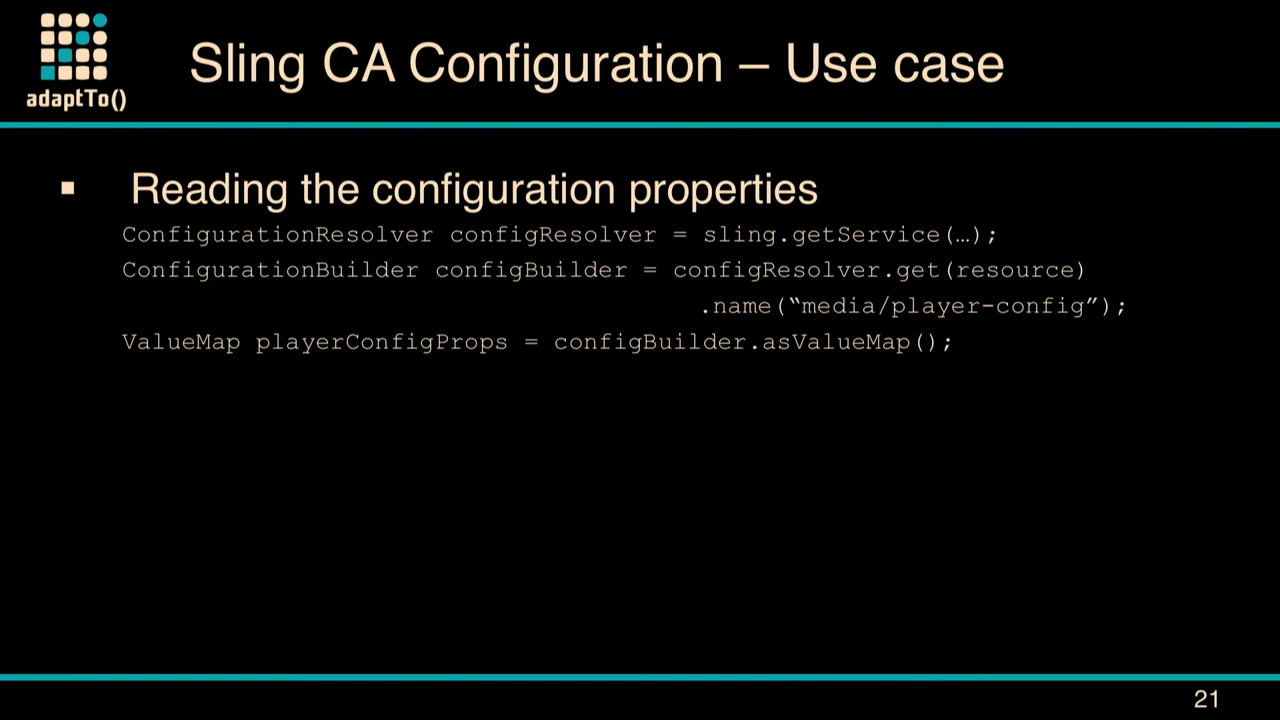 adaptTo()
Sling CA Configuration – Use case
▪ Reading the configuration properties
ConfigurationResolver configResolver = sling.getService(…);
ConfigurationBuilder configBuilder = configResolver.get(resource)
.name(“media/player-config”);
ValueMap playerConfigProps = configBuilder.asValueMap();
21